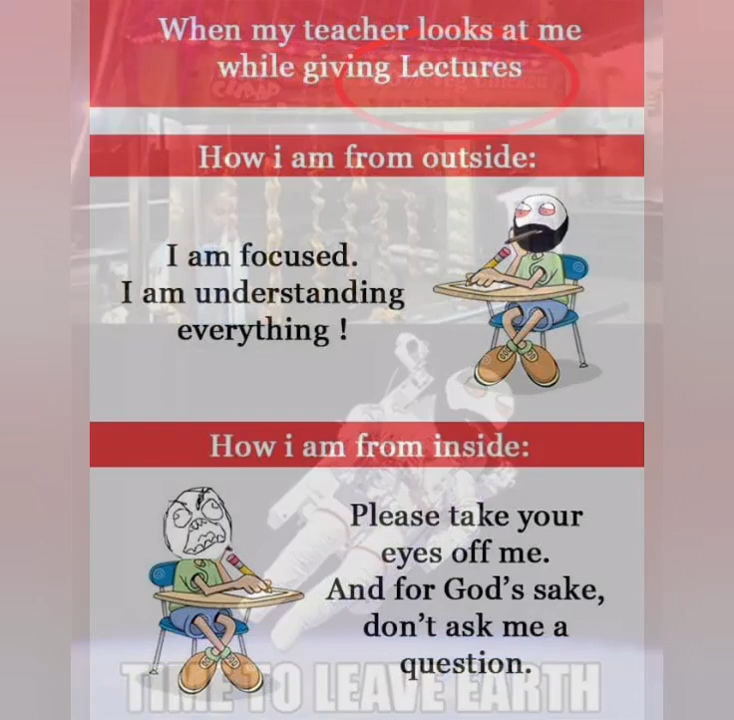 When my teacher looks at me
while giving Lectures
How i am from outside:
I am focused.
I am understanding
everything !
How i am from inside:
Please take your
eyes off me.
And for God's sake,
don't ask me a
question.
TIME TO LEAVE EARTH